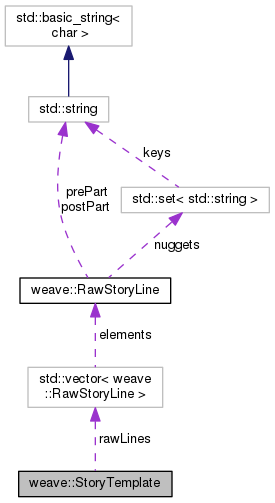 std::basic_string<
char >
std::string
keys
prePart
postPart
std::set< std::string >
nuggets
weave::RawStoryLine
elements
std::vector< weave
::RawStoryLine >
rawLines
weave::StoryTemplate